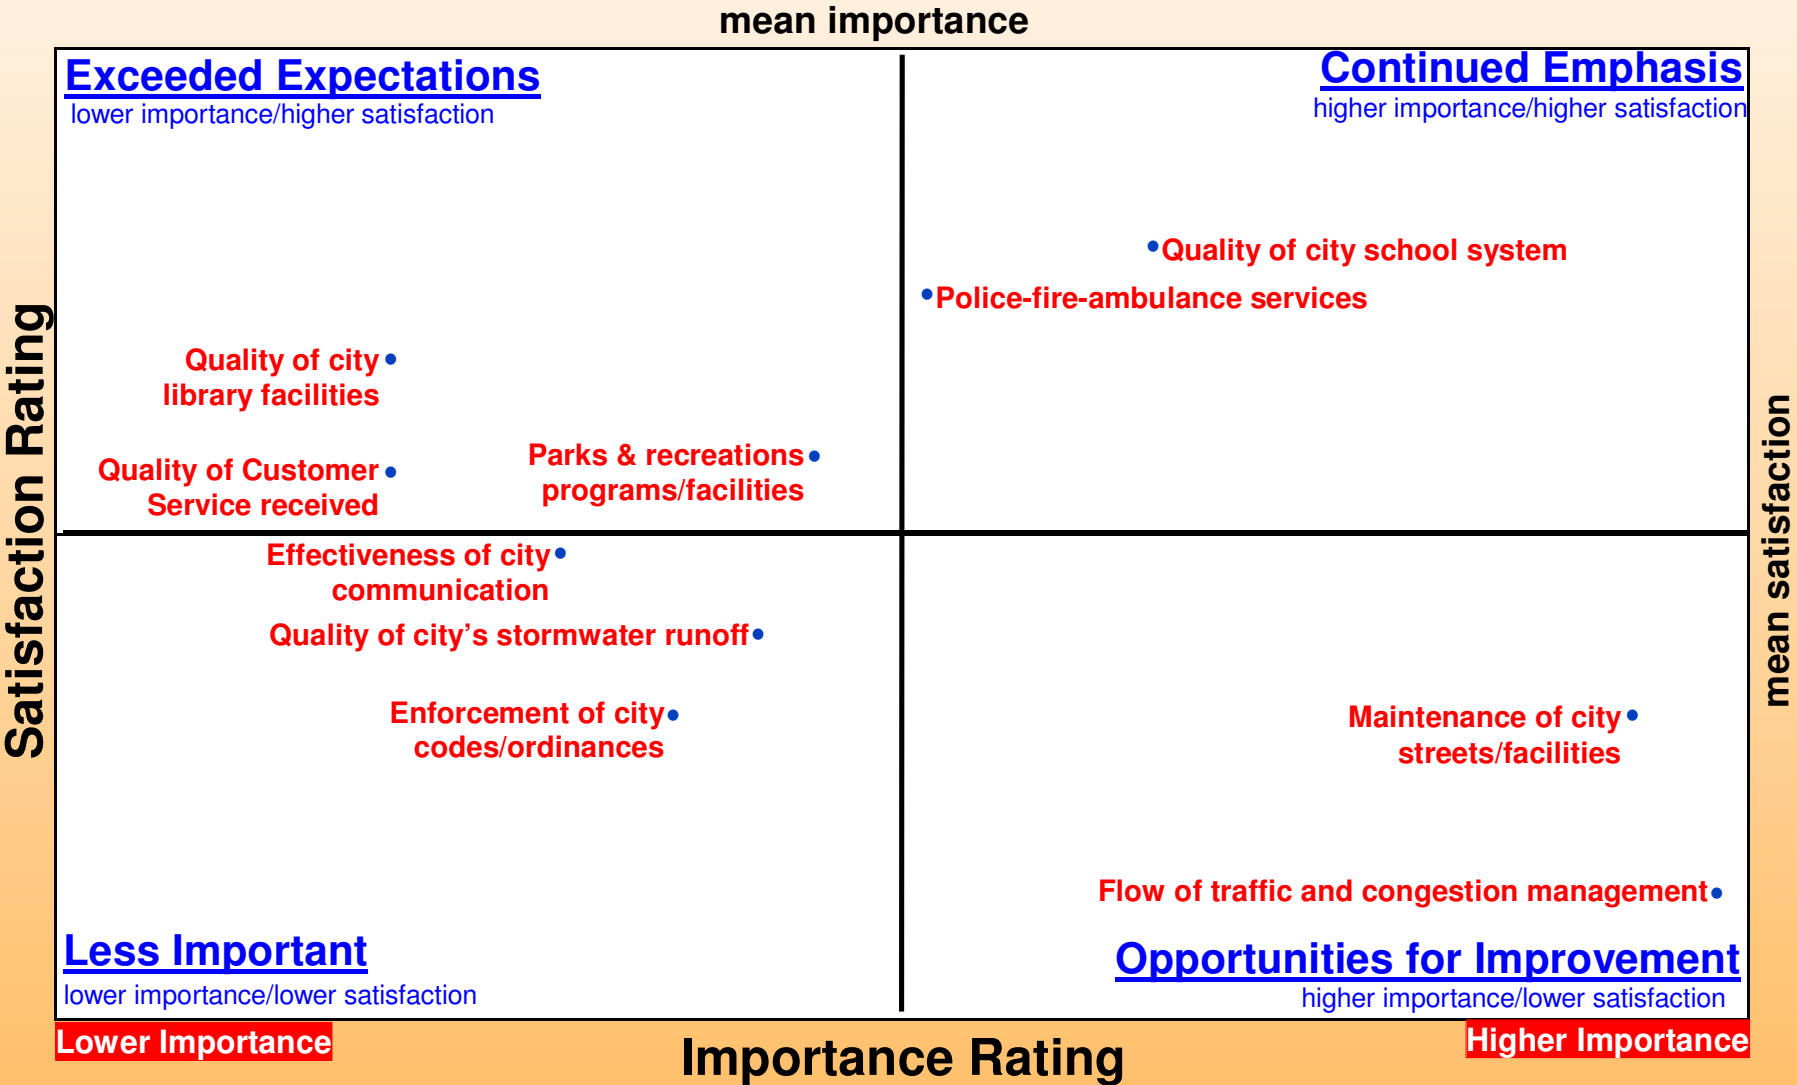 mean importance
Exceeded Expectations
lower importance/higher satisfaction
Continued Emphasis
higher importance/higher satisfaction
Quality of city school system
Police-fire-ambulance services
Quality of city
library facilities
Quality of Customer
Service received
Parks & recreations
programs/facilities
Satisfaction Rating
mean satisfaction
Effectiveness of city
communication
Quality of city’s stormwater runoff
Enforcement of city
codes/ordinances
Maintenance of city
streets/facilities
Flow of traffic and congestion management
Less Important
lower importance/lower satisfaction
Opportunities for Improvement
higher importance/lower satisfaction
Lower Importance
Importance Rating
Higher Importance